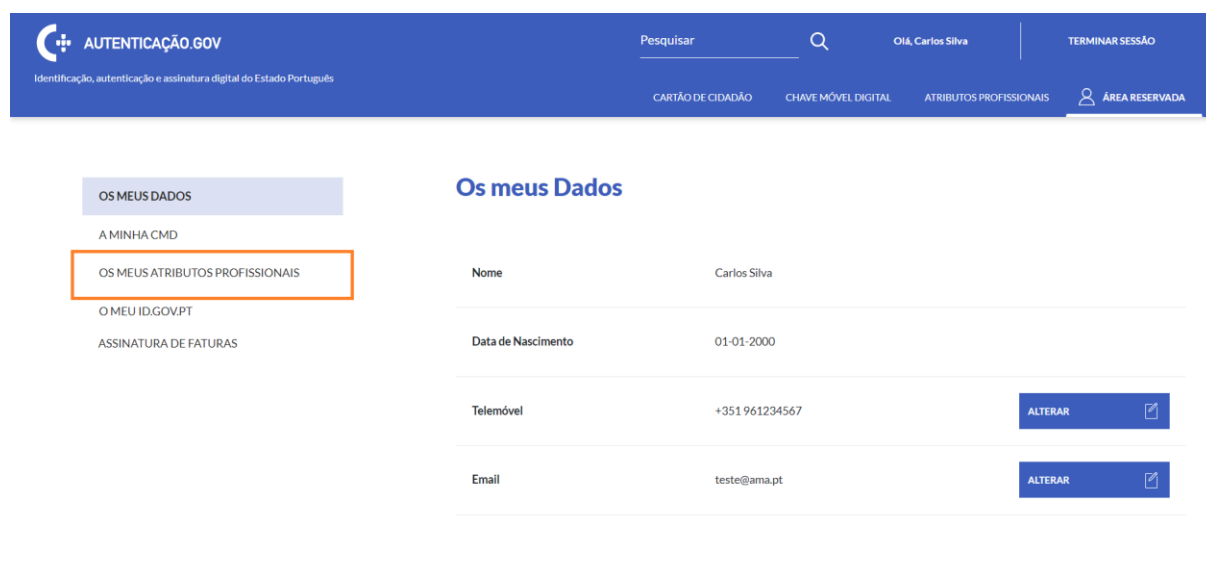 AUTENTICAÇÃO.GOV
Identificação, autenticação e assinatura digital do Estado Português
Pesquisar
Olá, Carlos Silva
TERMINAR SESSÃO
CARTÃO DE CIDADÃO
CHAVE MÓVEL DIGITAL
ATRIBUTOS PROFISSIONAIS
ÁREA RESERVADA
OS MEUS DADOS
A MINHA CMD
OS MEUS ATRIBUTOS PROFISSIONAIS
O MEU ID.GOV.PT
ASSINATURA DE FATURAS
Os meus Dados
Nome Carlos Silva
Data de Nascimento 01-01-2000
Telemóvel +351 961234567 ALTERAR
Email teste@ama.pt ALTERAR